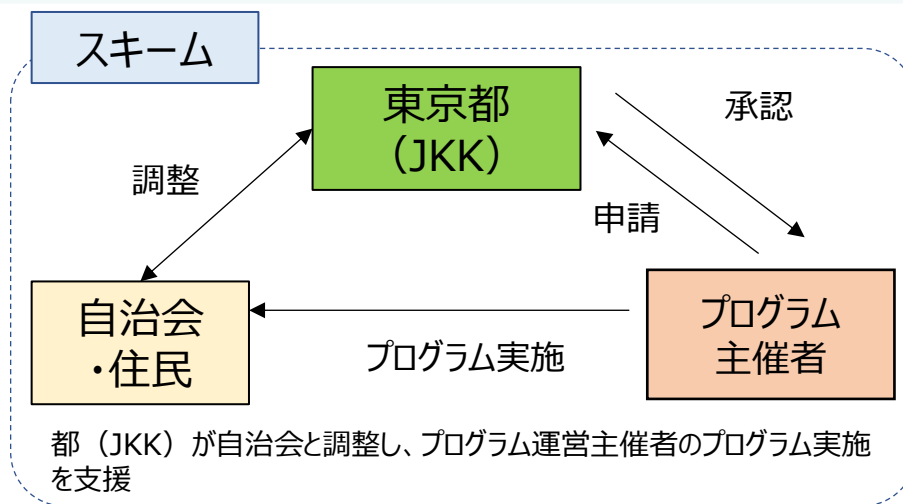 スキーム
東京都
（JKK）
承認
調整
申請
自治会
・住民
プログラム実施
プログラム
主催者
都（JKK）が自治会と調整し、プログラム運営主催者のプログラム実施
を支援